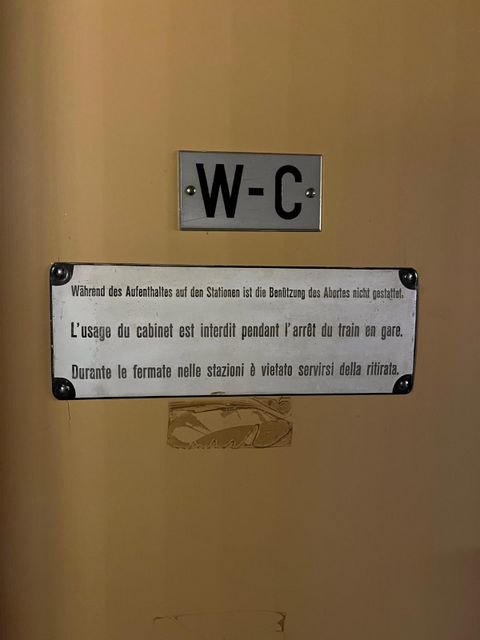 W-C
Während des Aufenthaltes auf den Stationen ist die Benützung des Abortes nicht gestattet.
L'usage du cabinet est interdit pendant l'arrêt du train en gare.
Durante le fermate nelle stazioni è vietato servirsi della ritirata.